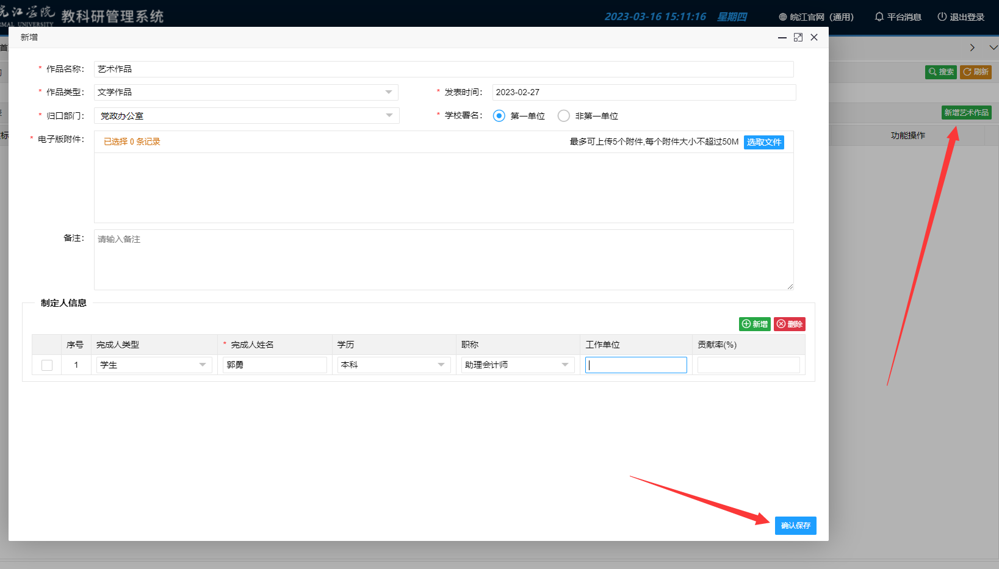 皖江学院 教科研管理系统 2023-03-16 15:11:16 星期四 皖江官网（通用） 平台消息 退出登录
RMAL UNIVERSITY
新增
首
搜索 刷新
新增艺术作品
标 功能操作
* 作品名称： 艺术作品
* 作品类型： 文学作品 * 发表时间： 2023-02-27
* 归口部门： 党政办公室 * 学校署名： 第一单位 非第一单位
* 电子版附件： 已选择 0 条记录 最多可上传5个附件,每个附件大小不超过50M 选取文件
备注： 请输入备注
制定人信息
新增 删除
序号 完成人类型 * 完成人姓名 学历 职称 工作单位 贡献率(%)
1 学生 郭勇 本科 助理会计师
确认保存